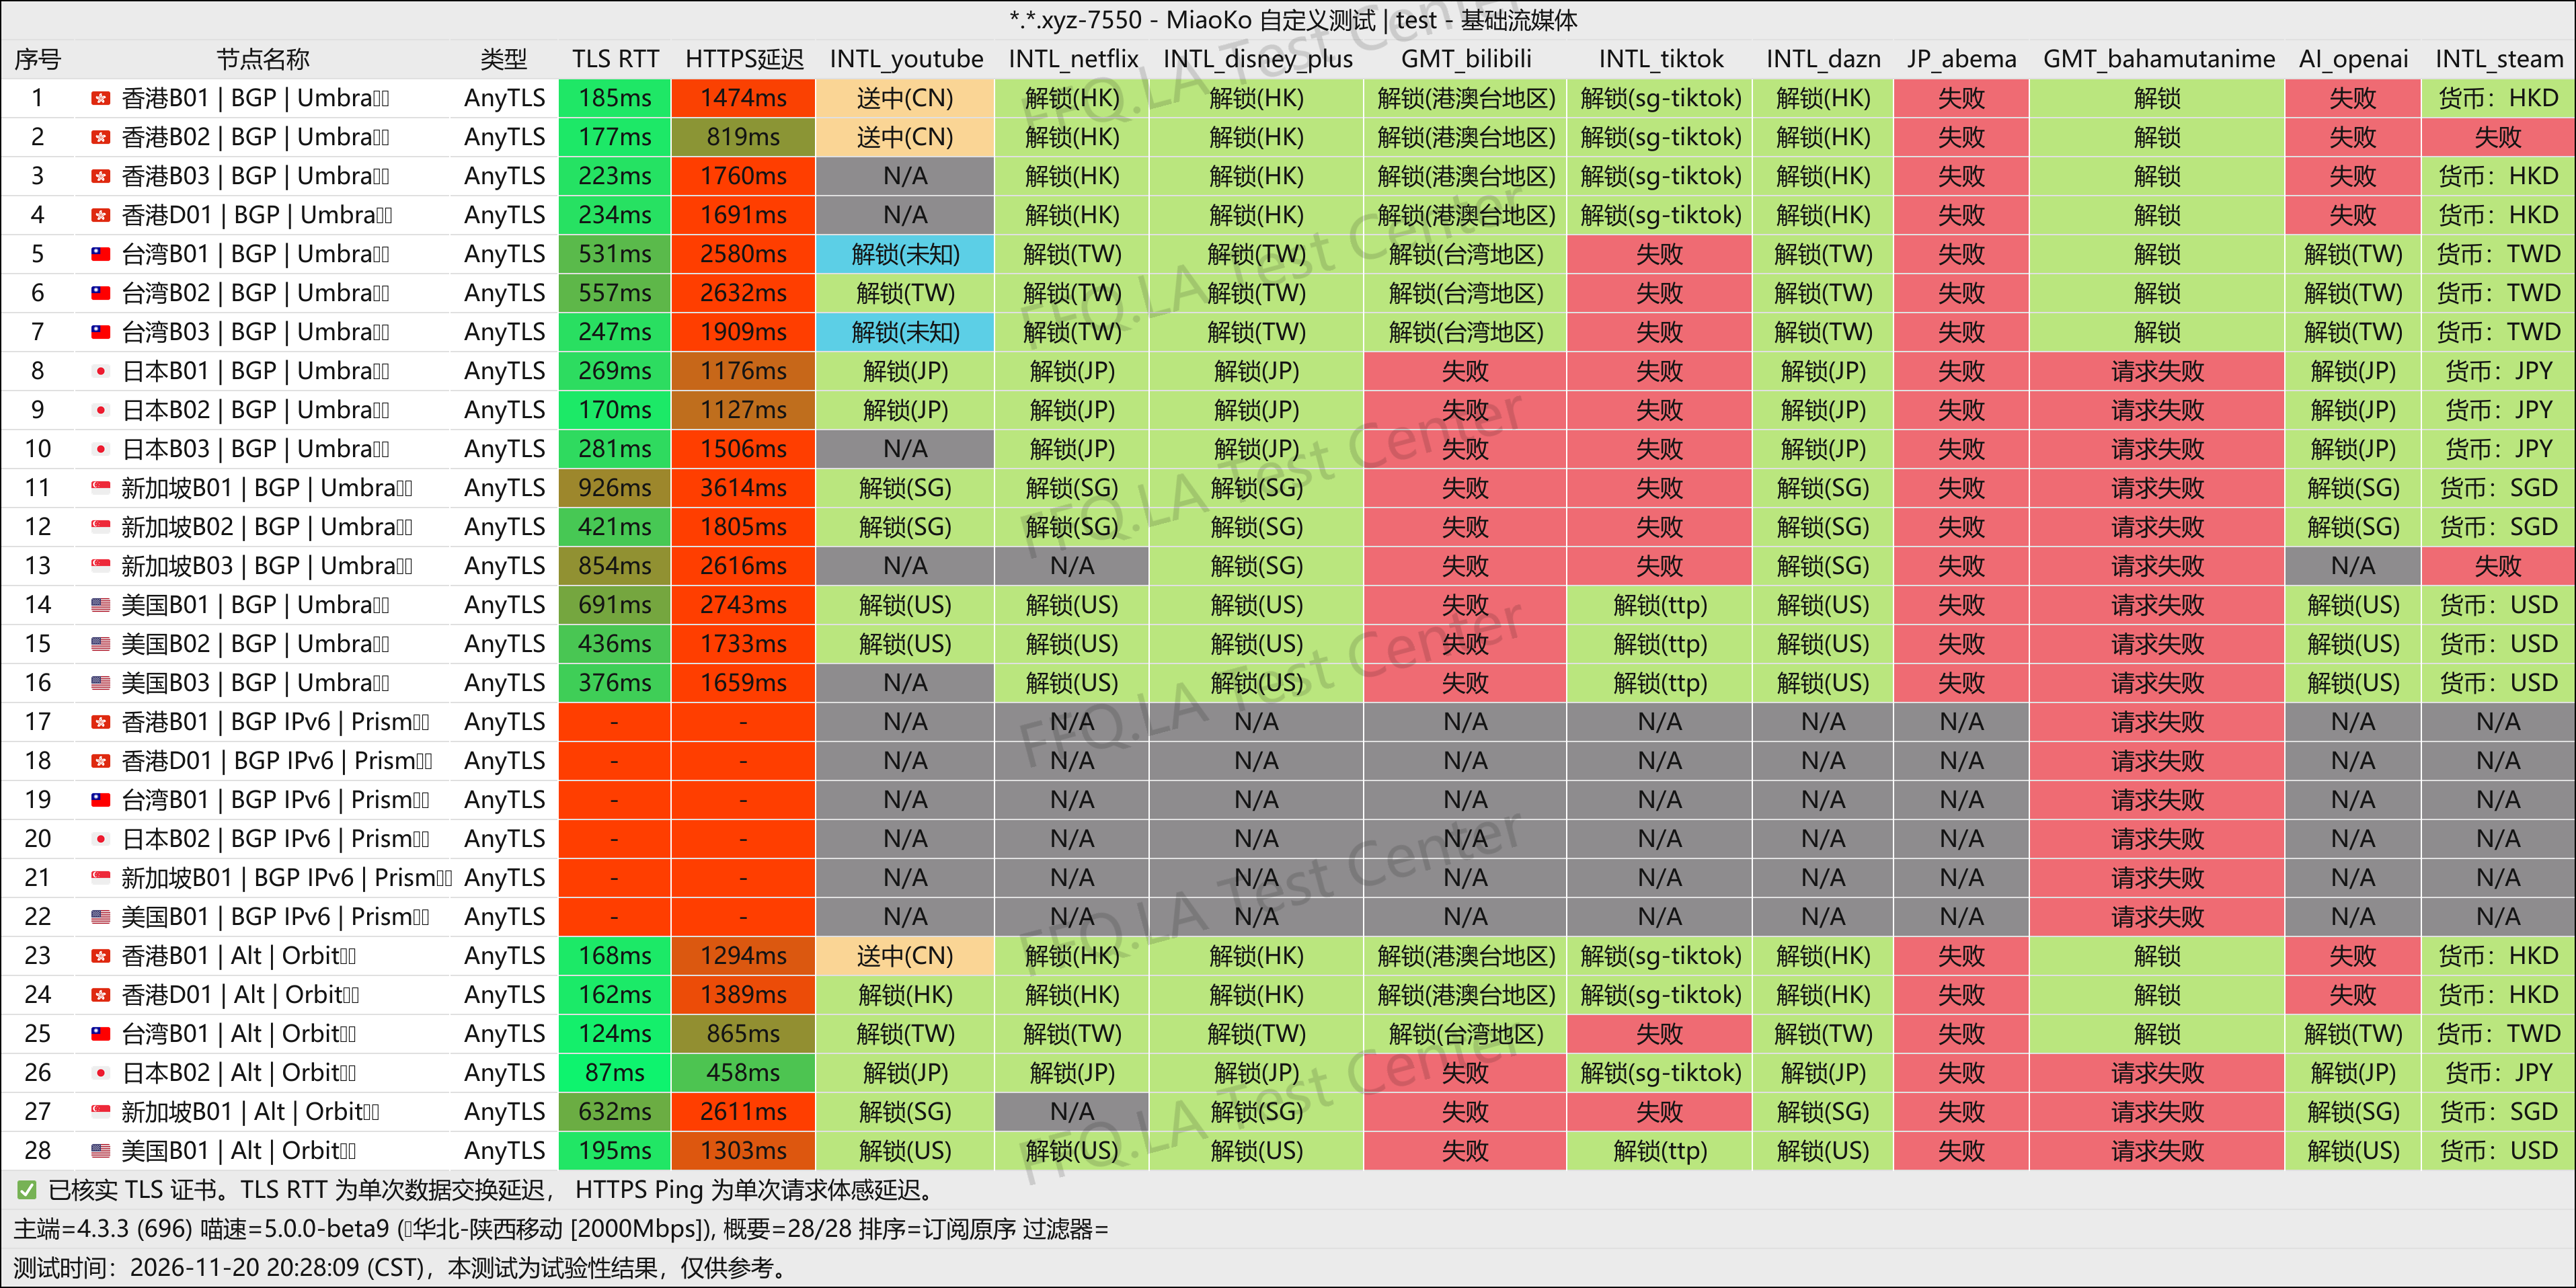 *.*.xyz-7550 - MiaoKo 自定义测试 | test - 基础流媒体
序号 节点名称 类型 TLS RTT HTTPS延迟 INTL_youtube INTL_netflix INTL_disney_plus GMT_bilibili INTL_tiktok INTL_dazn JP_abema GMT_bahamutanime AI_openai INTL_steam
1 香港B01 | BGP | Umbra AnyTLS 185ms 1474ms 送中(CN) 解锁(HK) 解锁(HK) 解锁(港澳台地区) 解锁(sg-tiktok) 解锁(HK) 失败 解锁 失败 货币：HKD
2 香港B02 | BGP | Umbra AnyTLS 177ms 819ms 送中(CN) 解锁(HK) 解锁(HK) 解锁(港澳台地区) 解锁(sg-tiktok) 解锁(HK) 失败 解锁 失败 失败
3 香港B03 | BGP | Umbra AnyTLS 223ms 1760ms N/A 解锁(HK) 解锁(HK) 解锁(港澳台地区) 解锁(sg-tiktok) 解锁(HK) 失败 解锁 失败 货币：HKD
4 香港D01 | BGP | Umbra AnyTLS 234ms 1691ms N/A 解锁(HK) 解锁(HK) 解锁(港澳台地区) 解锁(sg-tiktok) 解锁(HK) 失败 解锁 失败 货币：HKD
5 台湾B01 | BGP | Umbra AnyTLS 531ms 2580ms 解锁(未知) 解锁(TW) 解锁(TW) 解锁(台湾地区) 失败 解锁(TW) 失败 解锁 解锁(TW) 货币：TWD
6 台湾B02 | BGP | Umbra AnyTLS 557ms 2632ms 解锁(TW) 解锁(TW) 解锁(TW) 解锁(台湾地区) 失败 解锁(TW) 失败 解锁 解锁(TW) 货币：TWD
7 台湾B03 | BGP | Umbra AnyTLS 247ms 1909ms 解锁(未知) 解锁(TW) 解锁(TW) 解锁(台湾地区) 失败 解锁(TW) 失败 解锁 解锁(TW) 货币：TWD
8 日本B01 | BGP | Umbra AnyTLS 269ms 1176ms 解锁(JP) 解锁(JP) 解锁(JP) 失败 失败 解锁(JP) 失败 请求失败 解锁(JP) 货币：JPY
9 日本B02 | BGP | Umbra AnyTLS 170ms 1127ms 解锁(JP) 解锁(JP) 解锁(JP) 失败 失败 解锁(JP) 失败 请求失败 解锁(JP) 货币：JPY
10 日本B03 | BGP | Umbra AnyTLS 281ms 1506ms N/A 解锁(JP) 解锁(JP) 失败 失败 解锁(JP) 失败 请求失败 解锁(JP) 货币：JPY
11 新加坡B01 | BGP | Umbra AnyTLS 926ms 3614ms 解锁(SG) 解锁(SG) 解锁(SG) 失败 失败 解锁(SG) 失败 请求失败 解锁(SG) 货币：SGD
12 新加坡B02 | BGP | Umbra AnyTLS 421ms 1805ms 解锁(SG) 解锁(SG) 解锁(SG) 失败 失败 解锁(SG) 失败 请求失败 解锁(SG) 货币：SGD
13 新加坡B03 | BGP | Umbra AnyTLS 854ms 2616ms N/A N/A 解锁(SG) 失败 失败 解锁(SG) 失败 请求失败 N/A 失败
14 美国B01 | BGP | Umbra AnyTLS 691ms 2743ms 解锁(US) 解锁(US) 解锁(US) 失败 解锁(ttp) 解锁(US) 失败 请求失败 解锁(US) 货币：USD
15 美国B02 | BGP | Umbra AnyTLS 436ms 1733ms 解锁(US) 解锁(US) 解锁(US) 失败 解锁(ttp) 解锁(US) 失败 请求失败 解锁(US) 货币：USD
16 美国B03 | BGP | Umbra AnyTLS 376ms 1659ms N/A 解锁(US) 解锁(US) 失败 解锁(ttp) 解锁(US) 失败 请求失败 解锁(US) 货币：USD
17 香港B01 | BGP IPv6 | Prism AnyTLS - - N/A N/A N/A N/A N/A N/A N/A 请求失败 N/A N/A
18 香港D01 | BGP IPv6 | Prism AnyTLS - - N/A N/A N/A N/A N/A N/A N/A 请求失败 N/A N/A
19 台湾B01 | BGP IPv6 | Prism AnyTLS - - N/A N/A N/A N/A N/A N/A N/A 请求失败 N/A N/A
20 日本B02 | BGP IPv6 | Prism AnyTLS - - N/A N/A N/A N/A N/A N/A N/A 请求失败 N/A N/A
21 新加坡B01 | BGP IPv6 | Prism AnyTLS - - N/A N/A N/A N/A N/A N/A N/A 请求失败 N/A N/A
22 美国B01 | BGP IPv6 | Prism AnyTLS - - N/A N/A N/A N/A N/A N/A N/A 请求失败 N/A N/A
23 香港B01 | Alt | Orbit AnyTLS 168ms 1294ms 送中(CN) 解锁(HK) 解锁(HK) 解锁(港澳台地区) 解锁(sg-tiktok) 解锁(HK) 失败 解锁 失败 货币：HKD
24 香港D01 | Alt | Orbit AnyTLS 162ms 1389ms 解锁(HK) 解锁(HK) 解锁(HK) 解锁(港澳台地区) 解锁(sg-tiktok) 解锁(HK) 失败 解锁 失败 货币：HKD
25 台湾B01 | Alt | Orbit AnyTLS 124ms 865ms 解锁(TW) 解锁(TW) 解锁(TW) 解锁(台湾地区) 失败 解锁(TW) 失败 解锁 解锁(TW) 货币：TWD
26 日本B02 | Alt | Orbit AnyTLS 87ms 458ms 解锁(JP) 解锁(JP) 解锁(JP) 失败 解锁(sg-tiktok) 解锁(JP) 失败 请求失败 解锁(JP) 货币：JPY
27 新加坡B01 | Alt | Orbit AnyTLS 632ms 2611ms 解锁(SG) N/A 解锁(SG) 失败 失败 解锁(SG) 失败 请求失败 解锁(SG) 货币：SGD
28 美国B01 | Alt | Orbit AnyTLS 195ms 1303ms 解锁(US) 解锁(US) 解锁(US) 失败 解锁(ttp) 解锁(US) 失败 请求失败 解锁(US) 货币：USD
✅ 已核实 TLS 证书。TLS RTT 为单次数据交换延迟， HTTPS Ping 为单次请求体感延迟。
主端=4.3.3 (696) 喵速=5.0.0-beta9 (华北-陕西移动 [2000Mbps]), 概要=28/28 排序=订阅原序 过滤器=
测试时间：2026-11-20 20:28:09 (CST)，本测试为试验性结果，仅供参考。
FFQ.LA Test Center
FFQ.LA Test Center
FFQ.LA Test Center
FFQ.LA Test Center
FFQ.LA Test Center
FFQ.LA Test Center